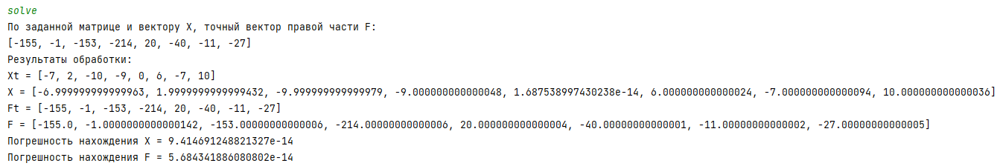 solve
По заданной матрице и вектору X, точный вектор правой части F:
[-155, -1, -153, -214, 20, -40, -11, -27]
Результаты обработки:
Xt = [-7, 2, -10, -9, 0, 6, -7, 10]
X = [-6.999999999999963, 1.9999999999999432, -9.999999999999979, -9.000000000000048, 1.687538997430238e-14, 6.000000000000024, -7.000000000000094, 10.000000000000036]
Ft = [-155, -1, -153, -214, 20, -40, -11, -27]
F = [-155.0, -1.0000000000000142, -153.00000000000006, -214.00000000000006, 20.000000000000004, -40.00000000000001, -11.00000000000002, -27.00000000000005]
Погрешность нахождения X = 9.414691248821327e-14
Погрешность нахождения F = 5.684341886080802e-14